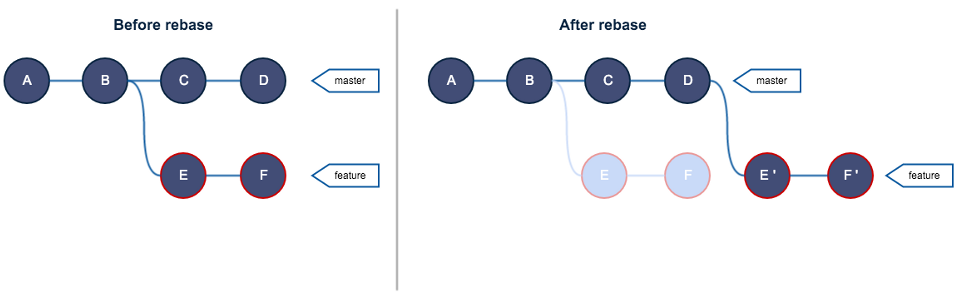 Before rebase
A B C D master
E F feature
After rebase
A B C D master
E F E' F' feature